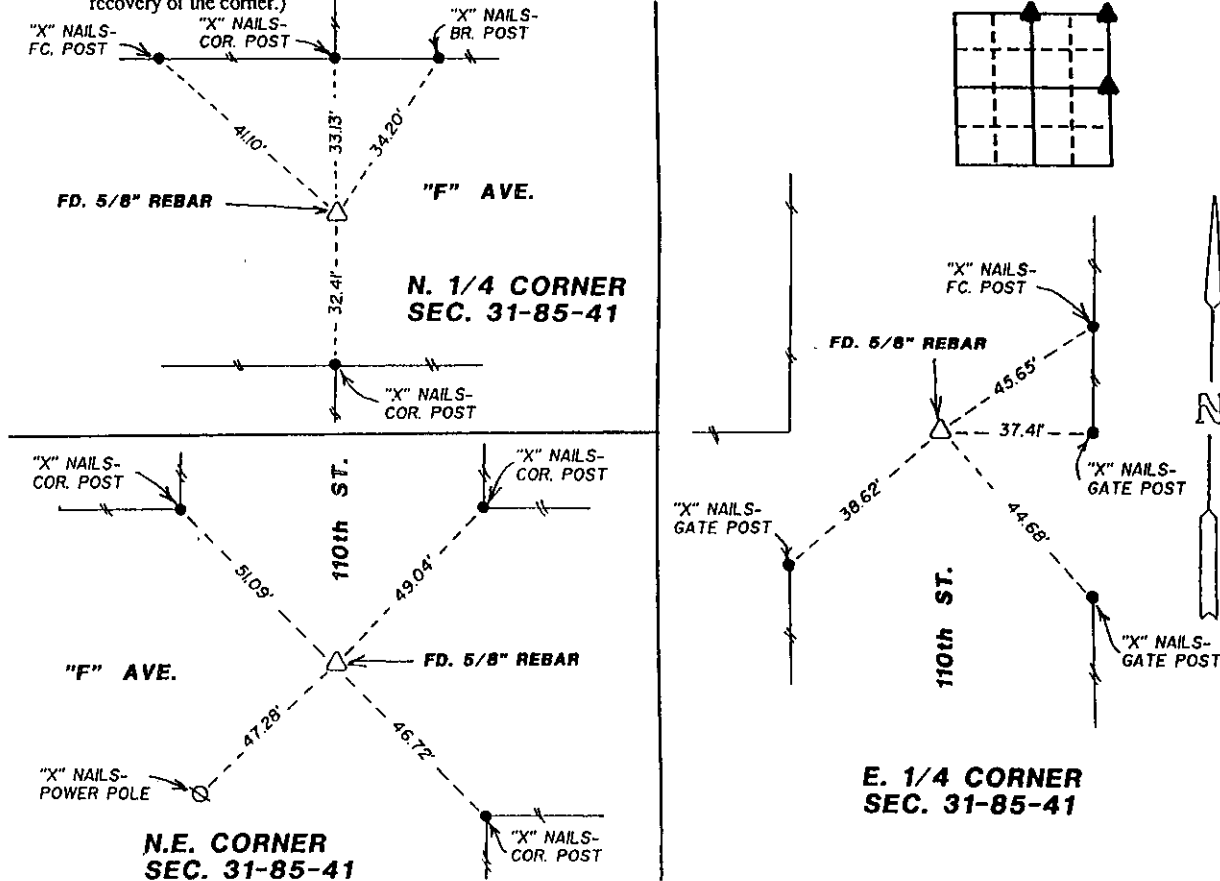 recovery of the corner.)
"X" NAILS-
FC. POST
"X" NAILS-
COR. POST
"X" NAILS-
BR. POST
41.10'
33.13'
34.20'
FD. 5/8" REBAR
"F" AVE.
32.41'
N. 1/4 CORNER
SEC. 31-85-41
"X" NAILS-
COR. POST
"X" NAILS-
COR. POST
"X" NAILS-
COR. POST
110th ST.
51.09'
49.04'
"F" AVE.
FD. 5/8" REBAR
47.28'
46.72'
"X" NAILS-
POWER POLE
"X" NAILS-
COR. POST
N.E. CORNER
SEC. 31-85-41
"X" NAILS-
FC. POST
FD. 5/8" REBAR
45.65'
37.41'
"X" NAILS-
GATE POST
38.62'
44.68'
"X" NAILS-
GATE POST
110th ST.
"X" NAILS-
GATE POST
E. 1/4 CORNER
SEC. 31-85-41
N